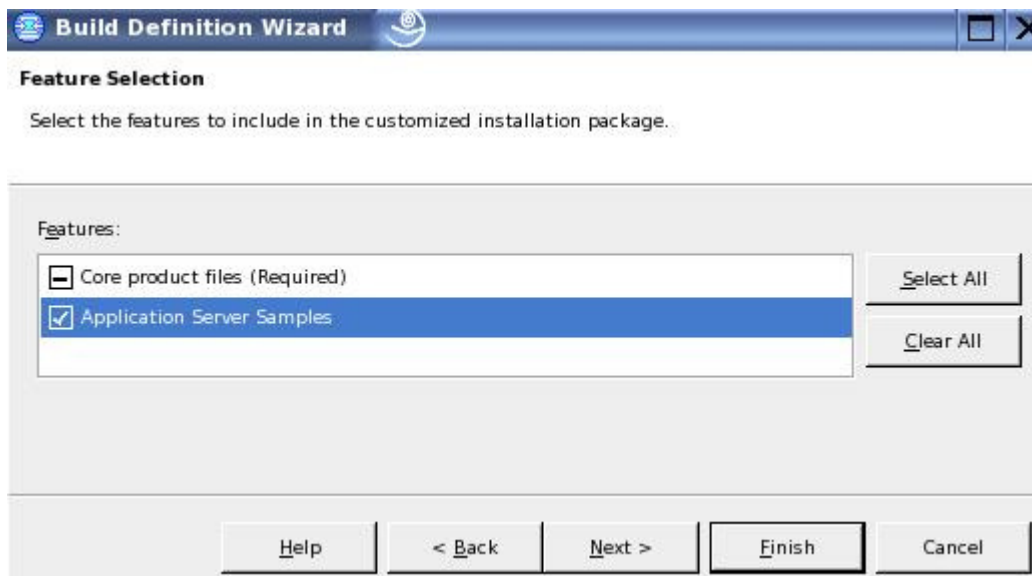 Build Definition Wizard
Feature Selection
Select the features to include in the customized installation package.
Features:
Core product files (Required)
Application Server Samples
Select All
Clear All
Help
< Back
Next >
Finish
Cancel